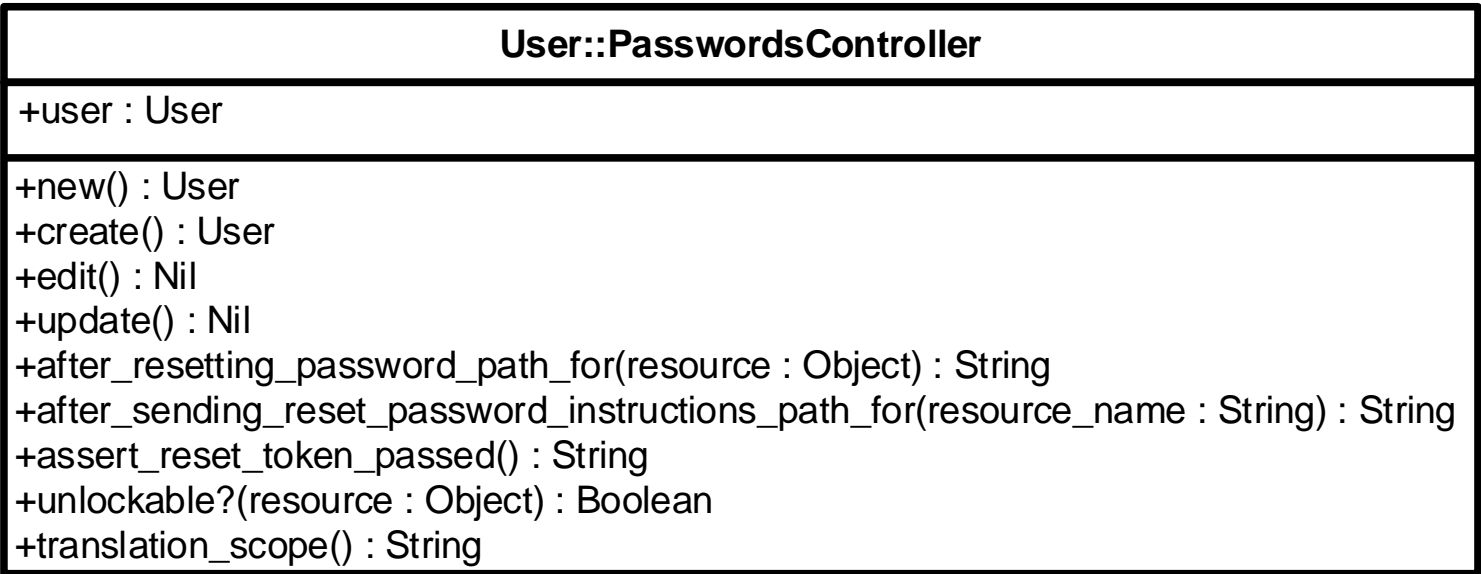 User::PasswordsController
+user : User
+new() : User
+create() : User
+edit() : Nil
+update() : Nil
+after_resetting_password_path_for(resource : Object) : String
+after_sending_reset_password_instructions_path_for(resource_name : String) : String
+assert_reset_token_passed() : String
+unlockable?(resource : Object) : Boolean
+translation_scope() : String